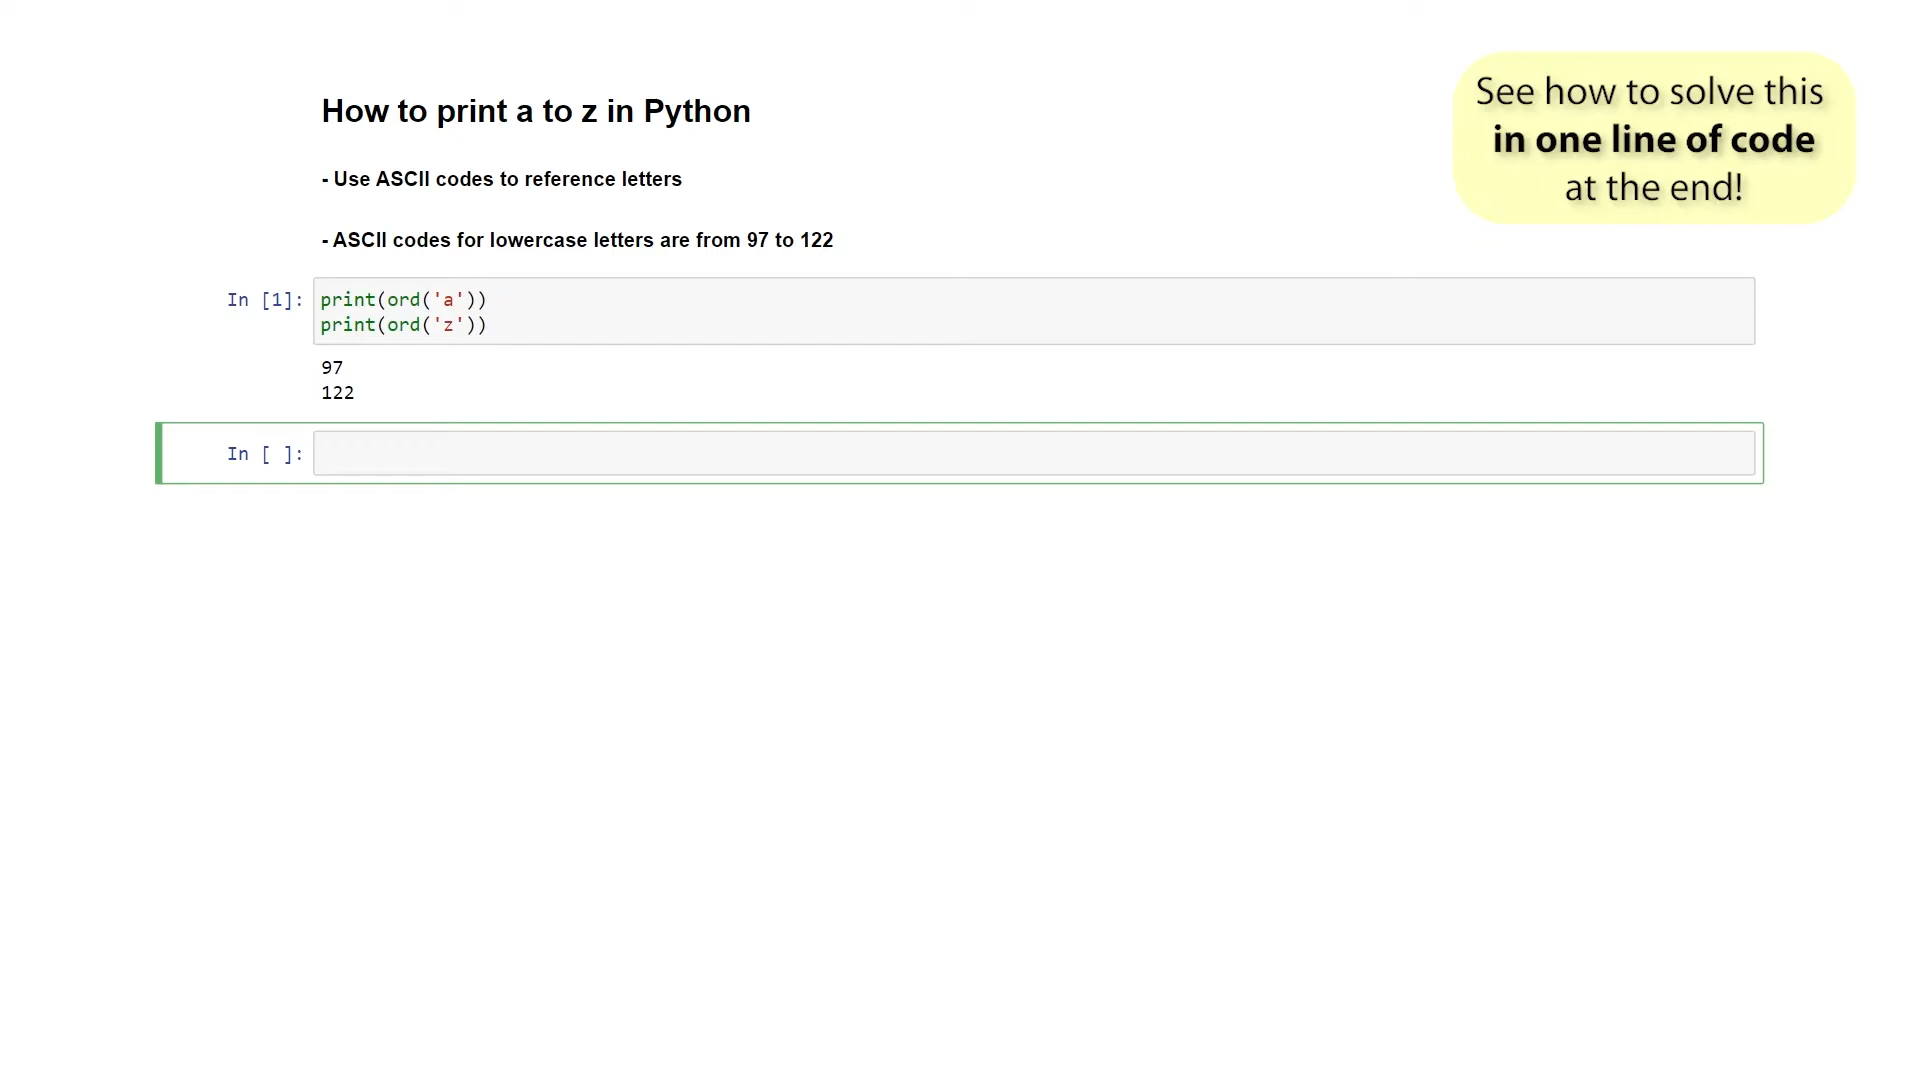 See how to solve this
in one line of code
at the end!
How to print a to z in Python
- Use ASCII codes to reference letters
- ASCII codes for lowercase letters are from 97 to 122
In [1]: print(ord('a'))
print(ord('z'))
97
122
In [ ]: